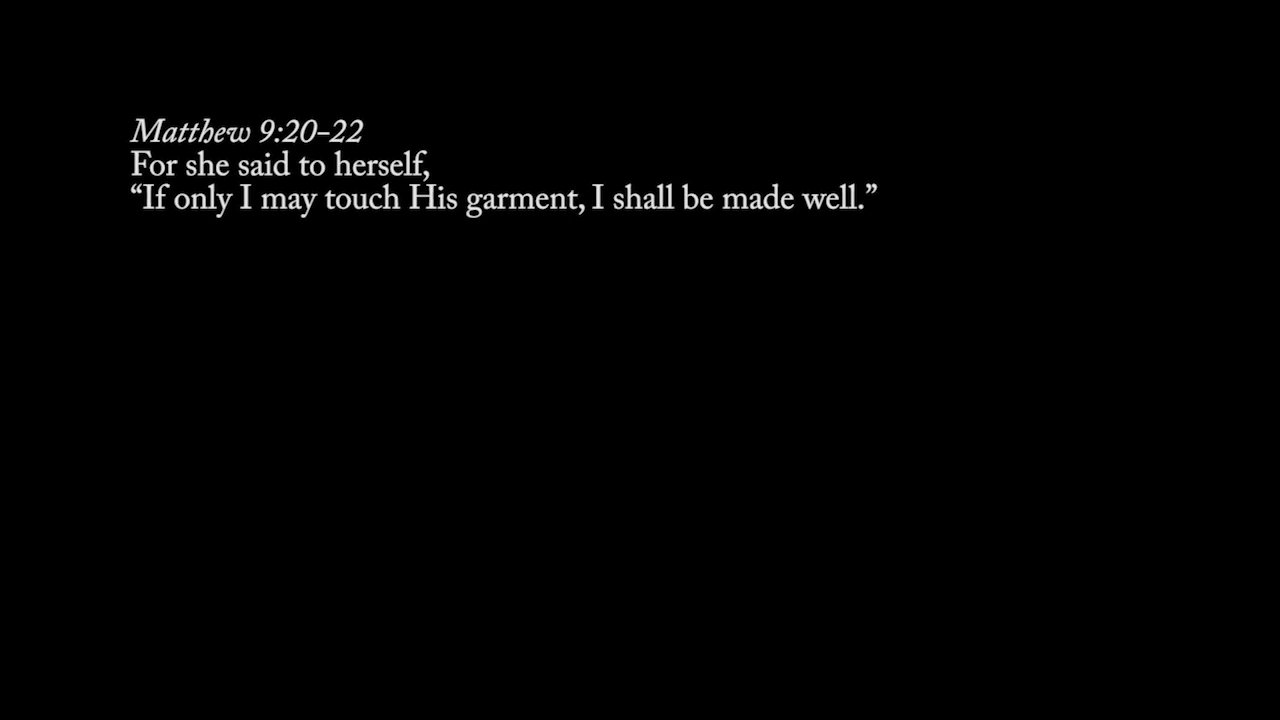 Matthew 9:20–22
For she said to herself,
“If only I may touch His garment, I shall be made well.”